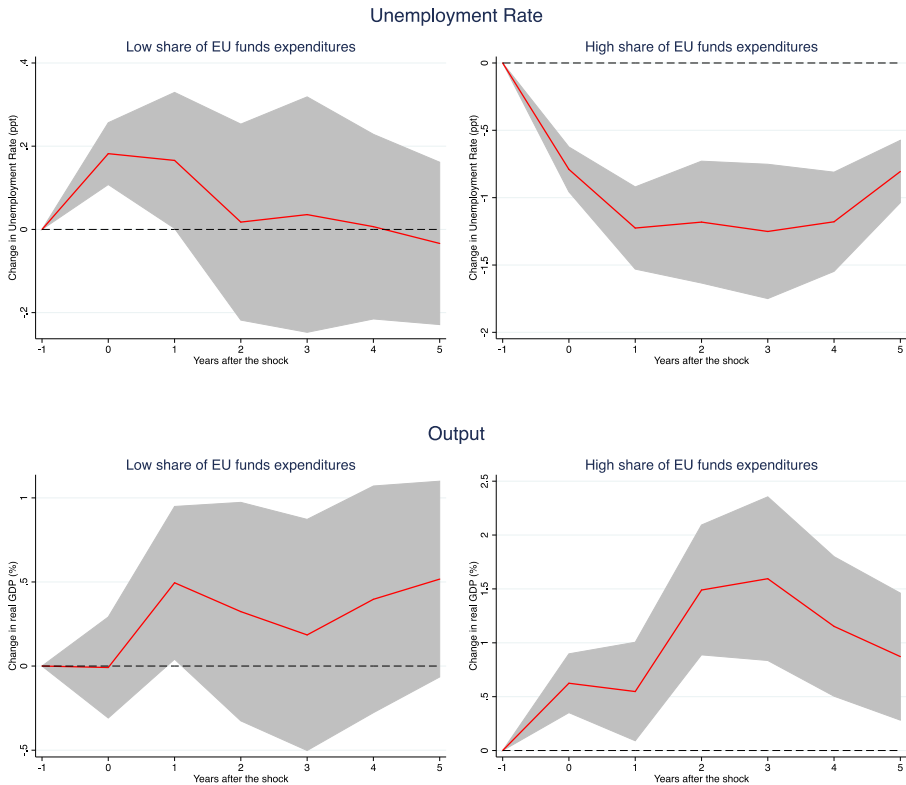 Unemployment Rate
Low share of EU funds expenditures
Change in Unemployment Rate (ppt)
.4
.2
0
-.2
-1 0 1 2 3 4 5
Years after the shock
High share of EU funds expenditures
Change in Unemployment Rate (ppt)
0
-.5
-1
-1.5
-2
-1 0 1 2 3 4 5
Years after the shock
Output
Low share of EU funds expenditures
Change in real GDP (%)
1
.5
0
-.5
-1 0 1 2 3 4 5
Years after the shock
High share of EU funds expenditures
Change in real GDP (%)
2.5
2
1.5
1
.5
0
-1 0 1 2 3 4 5
Years after the shock